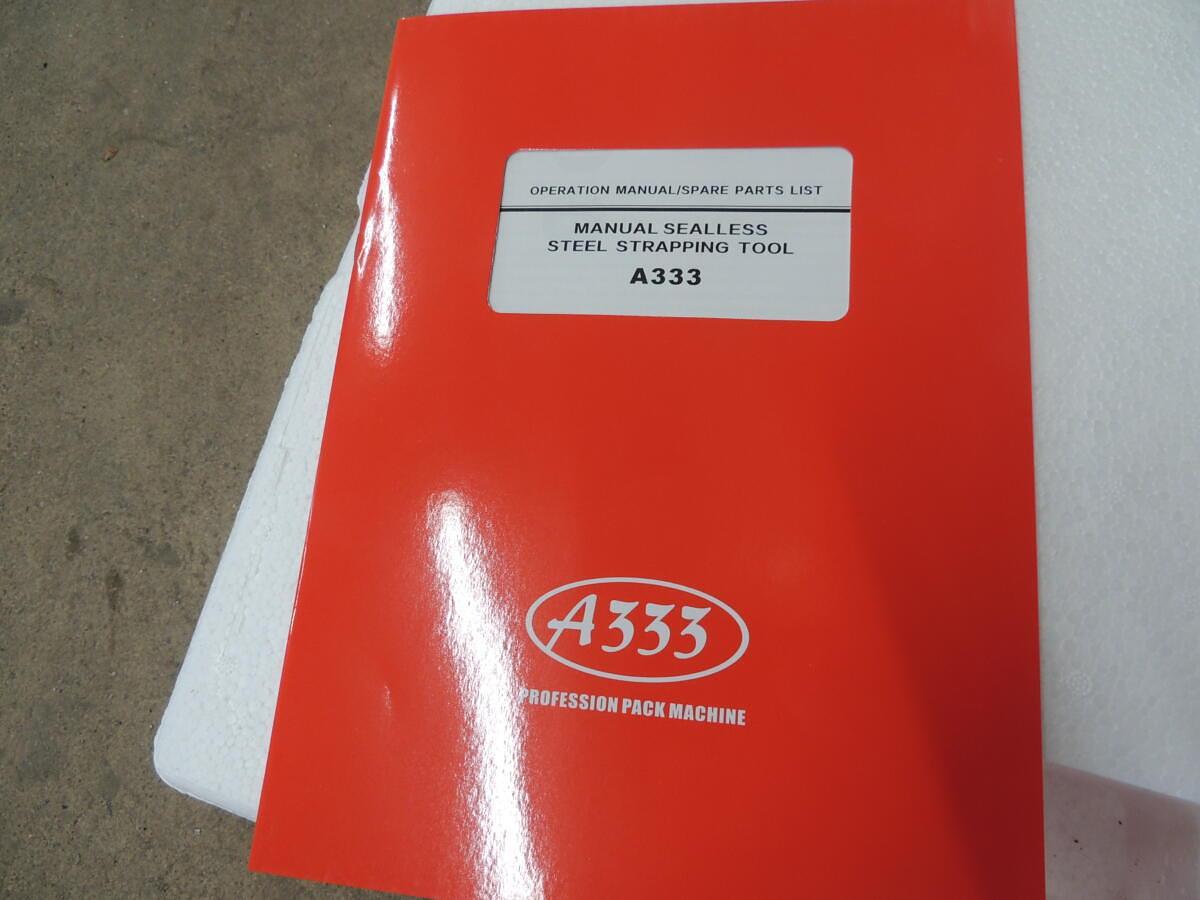 OPERATION MANUAL/SPARE PARTS LIST
MANUAL SEALLESS
STEEL STRAPPING TOOL
A333
A333
PROFESSION PACK MACHINE